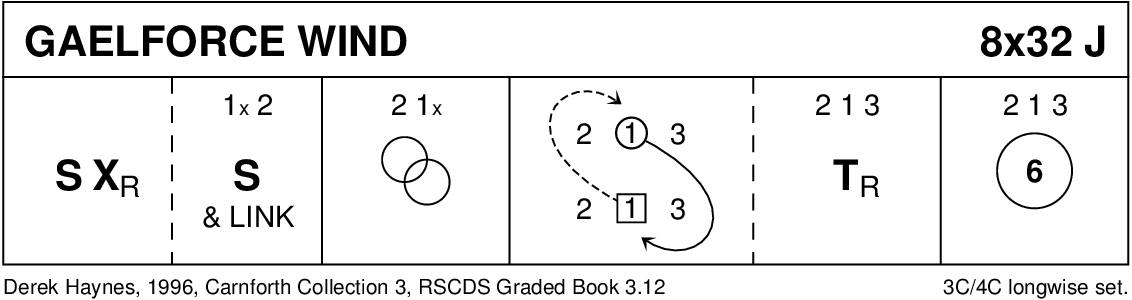 GAELFORCE WIND 8x32 J
1x 2 2 1x 2 1 3 2 1 3
2 1 3
S XR S TR 6
& LINK 2 1 3
Derek Haynes, 1996, Carnforth Collection 3, RSCDS Graded Book 3.12 3C/4C longwise set.